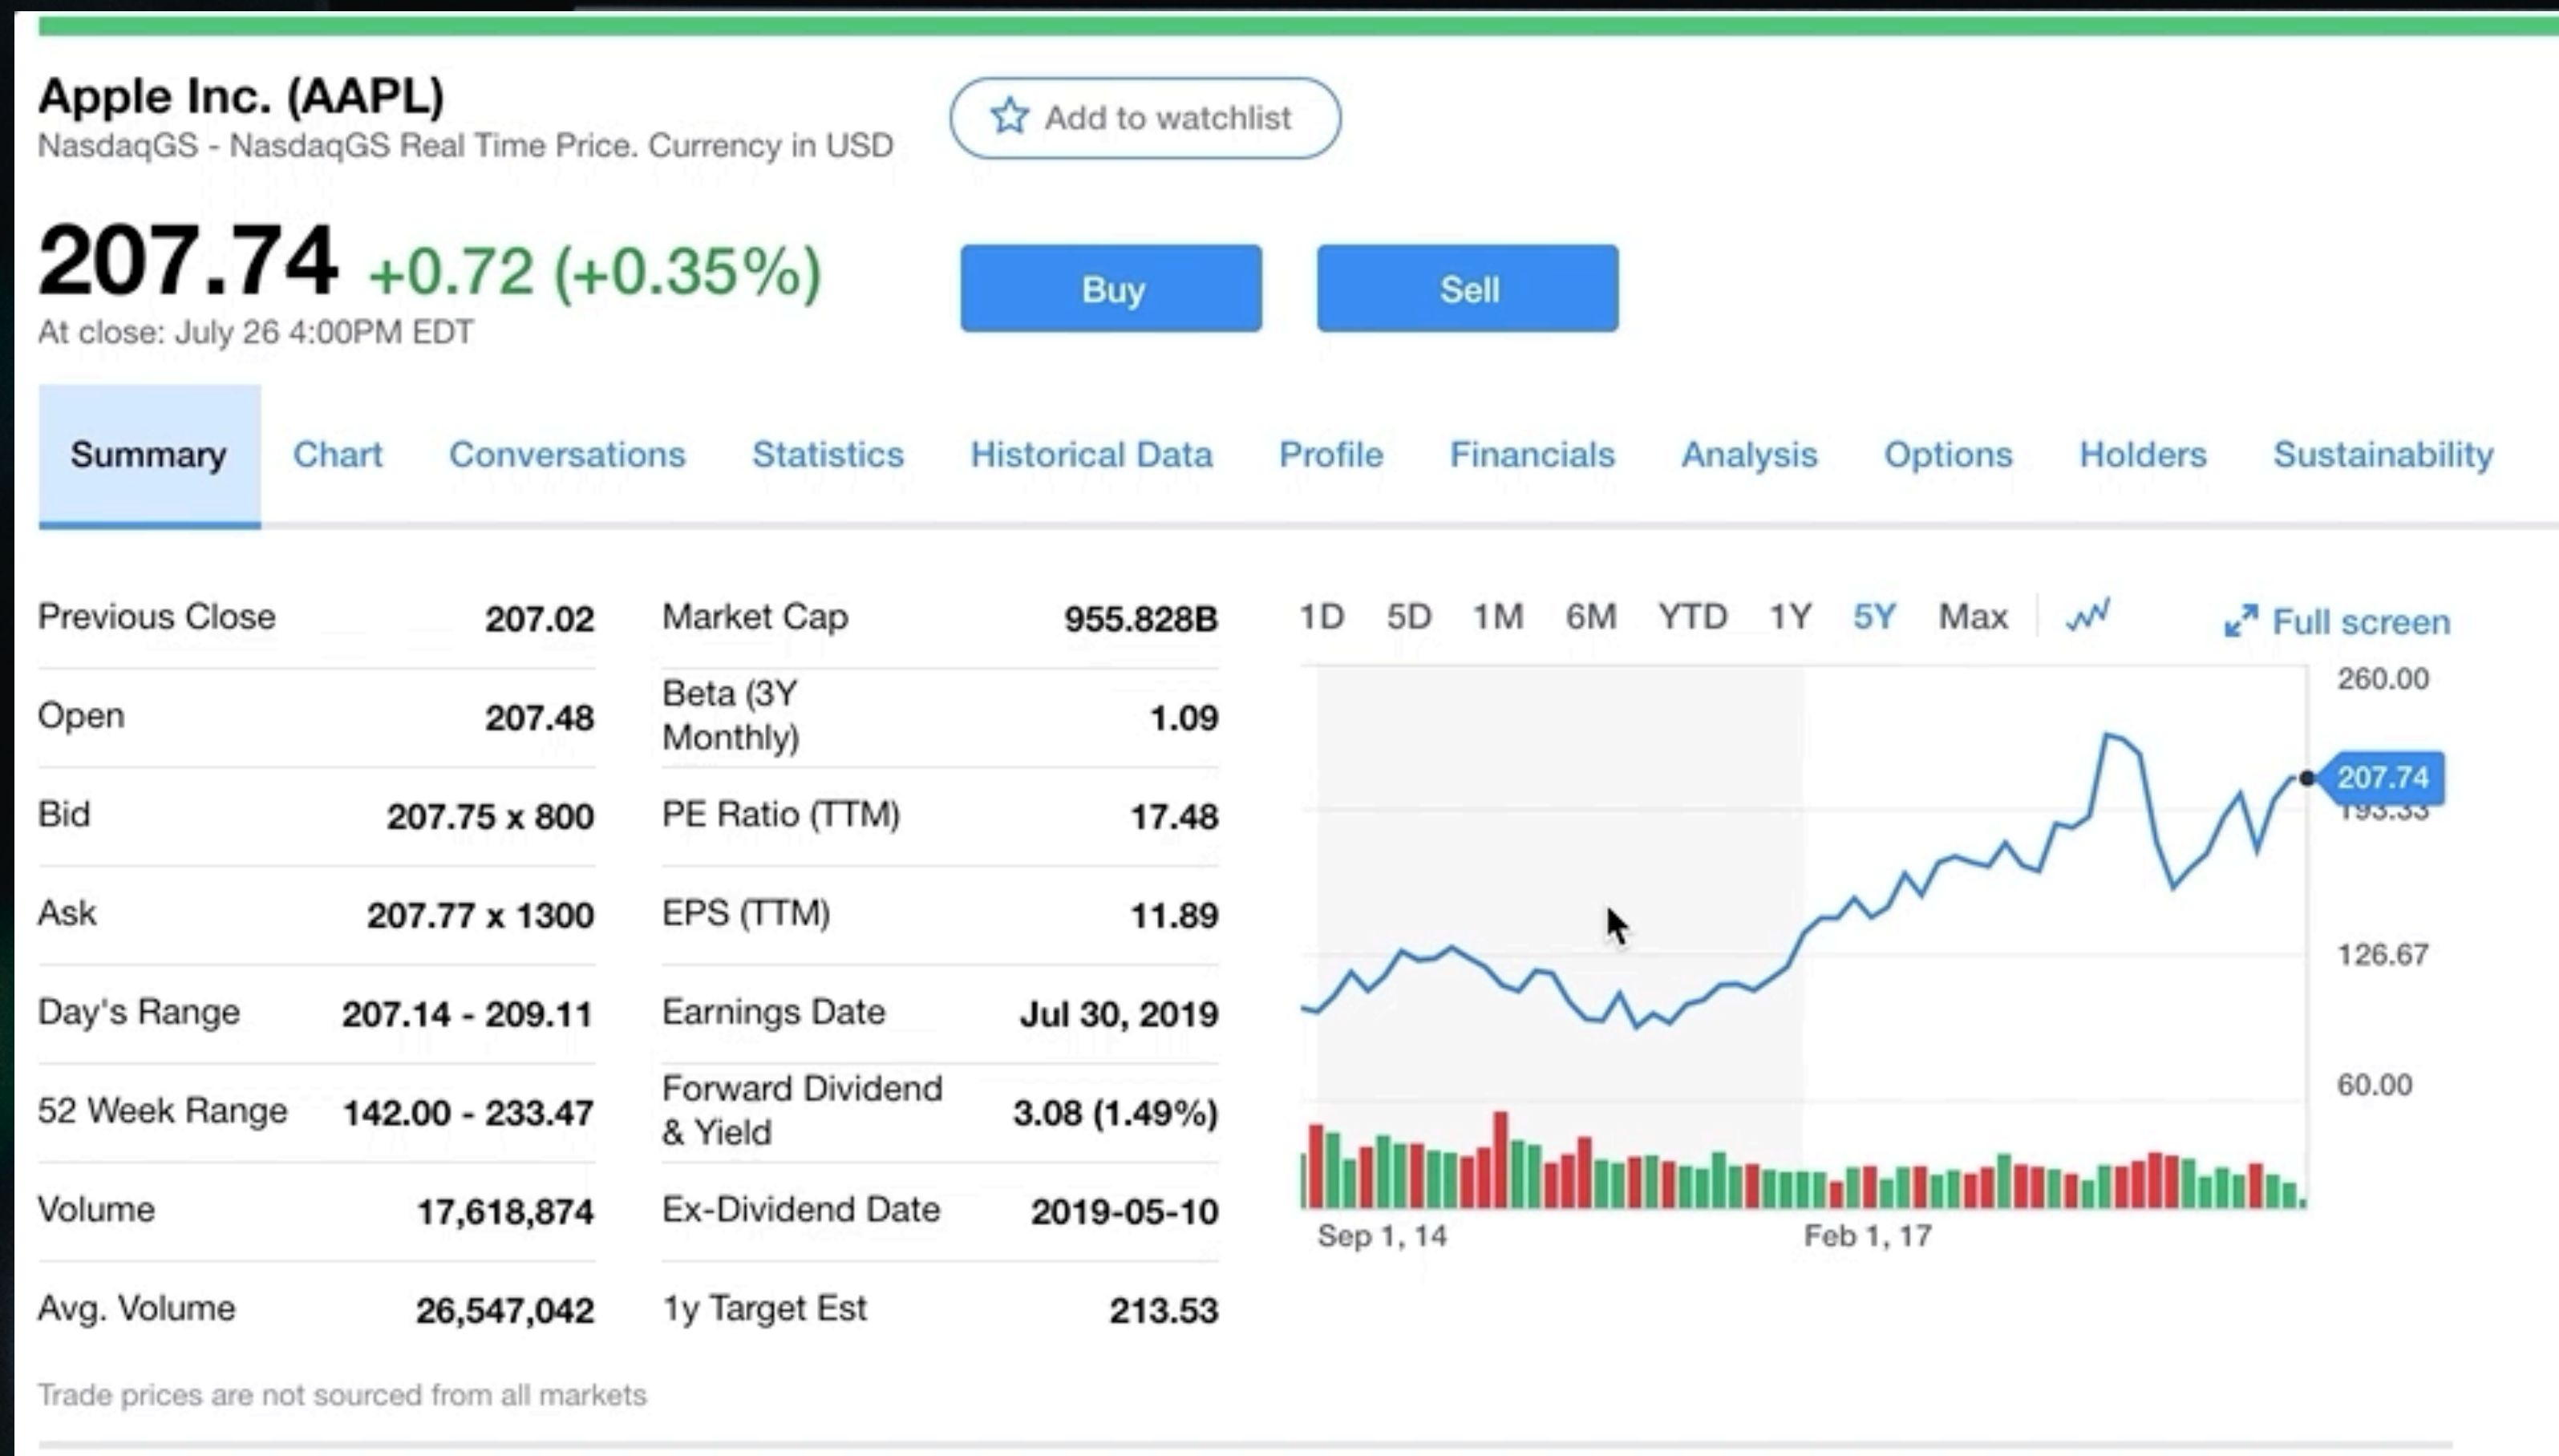 Apple Inc. (AAPL)
NasdaqGS - NasdaqGS Real Time Price. Currency in USD
Add to watchlist
207.74 +0.72 (+0.35%)
At close: July 26 4:00PM EDT
Buy
Sell
Summary Chart Conversations Statistics Historical Data Profile Financials Analysis Options Holders Sustainability
Previous Close 207.02
Open 207.48
Bid 207.75 x 800
Ask 207.77 x 1300
Day's Range 207.14 - 209.11
52 Week Range 142.00 - 233.47
Volume 17,618,874
Avg. Volume 26,547,042
Market Cap 955.828B
Beta (3Y
Monthly) 1.09
PE Ratio (TTM) 17.48
EPS (TTM) 11.89
Earnings Date Jul 30, 2019
Forward Dividend
& Yield 3.08 (1.49%)
Ex-Dividend Date 2019-05-10
1y Target Est 213.53
1D 5D 1M 6M YTD 1Y 5Y Max Full screen
260.00
207.74
193.33
126.67
60.00
Sep 1, 14 Feb 1, 17
Trade prices are not sourced from all markets